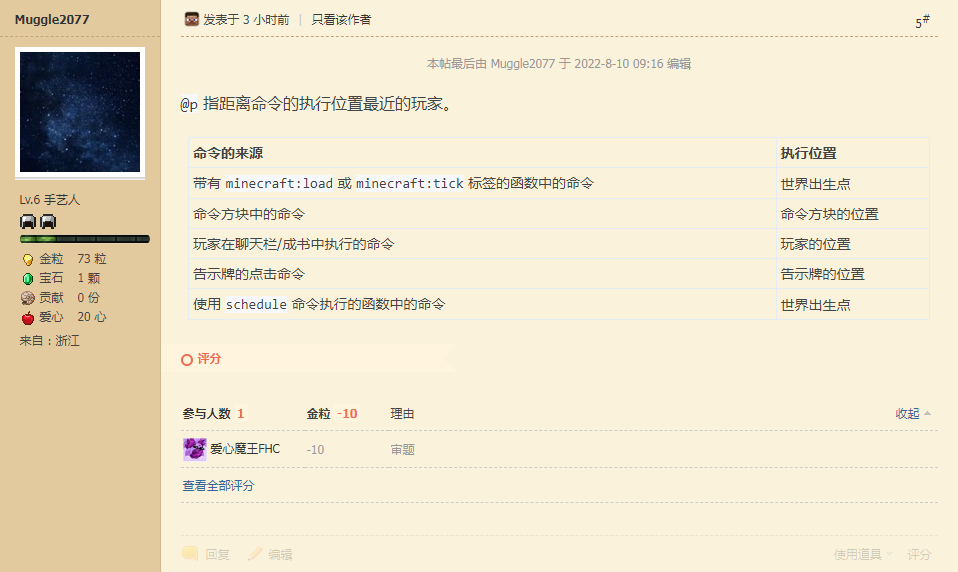 Muggle2077
发表于 3 小时前 | 只看该作者
5#
本帖最后由 Muggle2077 于 2022-8-10 09:16 编辑
@p 指距离命令的执行位置最近的玩家。
命令的来源 执行位置
带有 minecraft:load 或 minecraft:tick 标签的函数中的命令 世界出生点
命令方块中的命令 命令方块的位置
玩家在聊天栏/成书中执行的命令 玩家的位置
告示牌的点击命令 告示牌的位置
使用 schedule 命令执行的函数中的命令 世界出生点
Lv.6 手艺人
金粒 73 粒
宝石 1 颗
贡献 0 份
爱心 20 心
来自：浙江
评分
参与人数 1 金粒 -10 理由 收起
爱心魔王FHC -10 审题
查看全部评分
回复 编辑 使用道具 评分